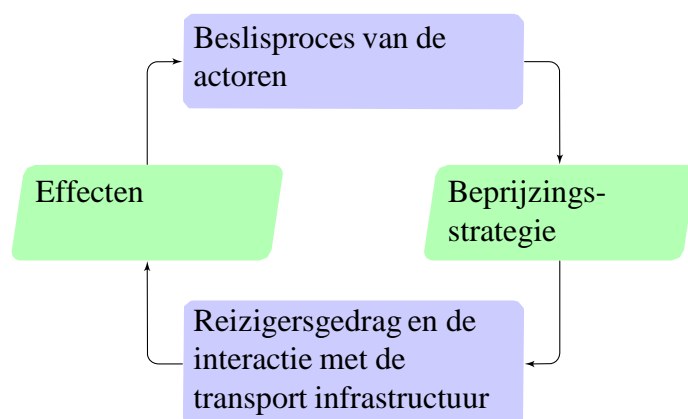 Beslisproces van de
actoren
Effecten
Beprijzings-
strategie
Reizigersgedrag en de
interactie met de
transport infrastructuur